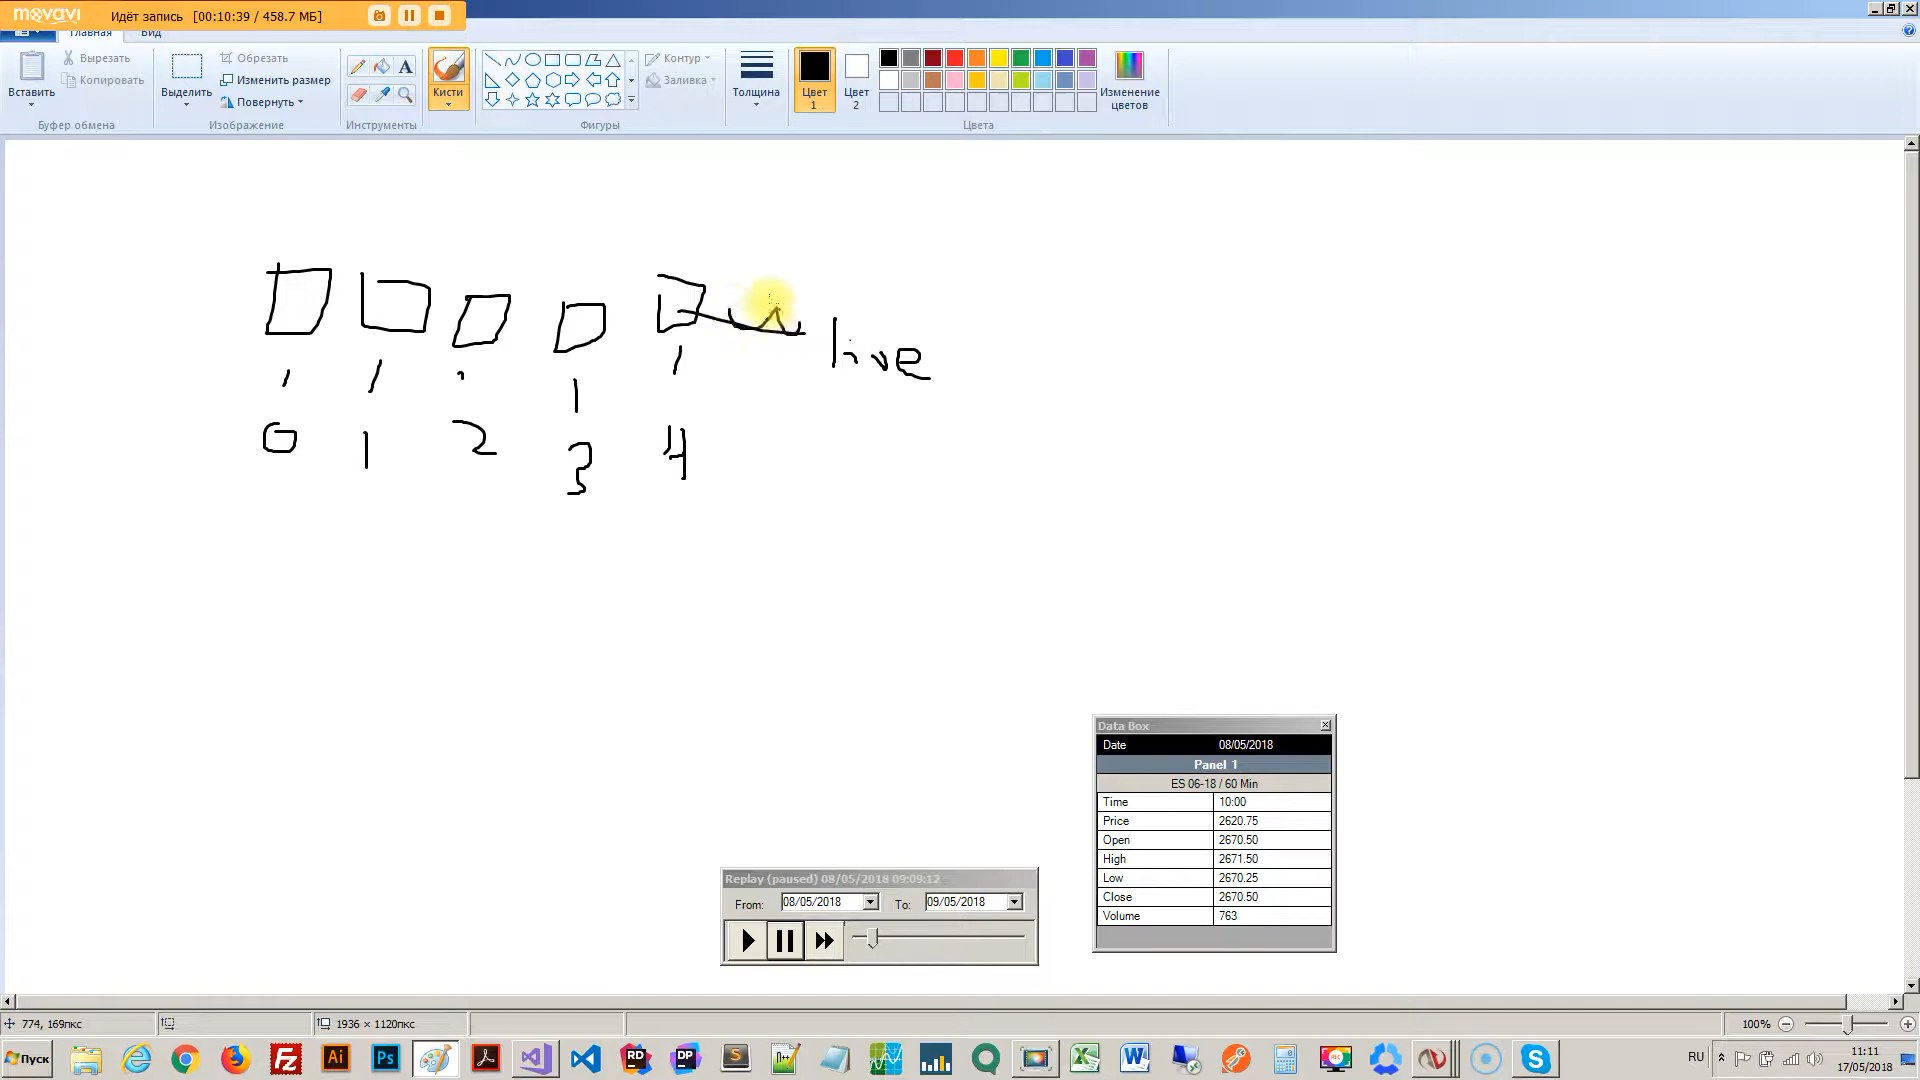 movavi Идёт запись [00:10:39 / 458.7 МБ]
Главная Вид
Вставить
Вырезать
Копировать
Буфер обмена
Выделить
Обрезать
Изменить размер
Повернуть
Изображение
A
Инструменты
Кисти
Фигуры
Контур
Заливка
Толщина
Цвет 1
Цвет 2
Изменение цветов
Цвета
live
0 1 2 3 4
Data Box
Date 08/05/2018
Panel 1
ES 06-18 / 60 Min
Time 10:00
Price 2620.75
Open 2670.50
High 2671.50
Low 2670.25
Close 2670.50
Volume 763
Replay (paused) 08/05/2018 09:09:12
From: 08/05/2018 To: 09/05/2018
774, 169пкс
1936 × 1120пкс
100%
Пуск
Ai
Ps
RD
DP
S
W
REC
S
RU
11:11
17/05/2018